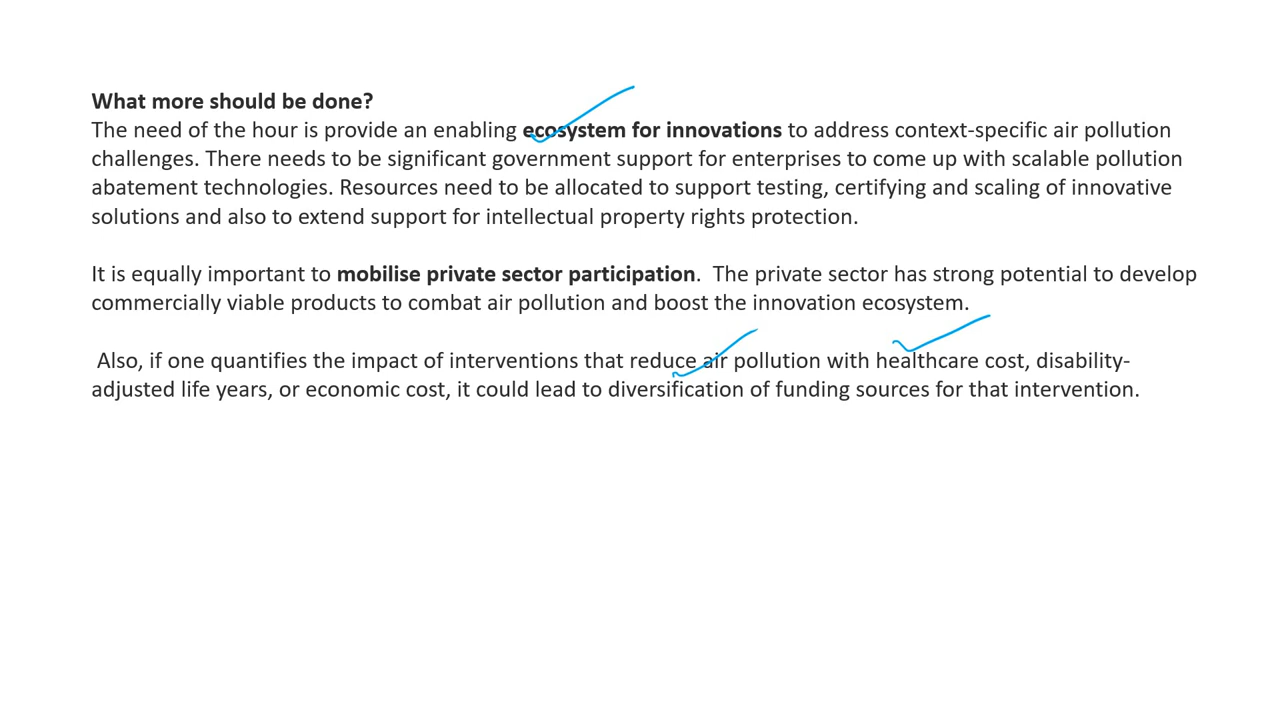 What more should be done?
The need of the hour is provide an enabling ecosystem for innovations to address context-specific air pollution
challenges. There needs to be significant government support for enterprises to come up with scalable pollution
abatement technologies. Resources need to be allocated to support testing, certifying and scaling of innovative
solutions and also to extend support for intellectual property rights protection.
It is equally important to mobilise private sector participation.  The private sector has strong potential to develop
commercially viable products to combat air pollution and boost the innovation ecosystem.
Also, if one quantifies the impact of interventions that reduce air pollution with healthcare cost, disability-
adjusted life years, or economic cost, it could lead to diversification of funding sources for that intervention.